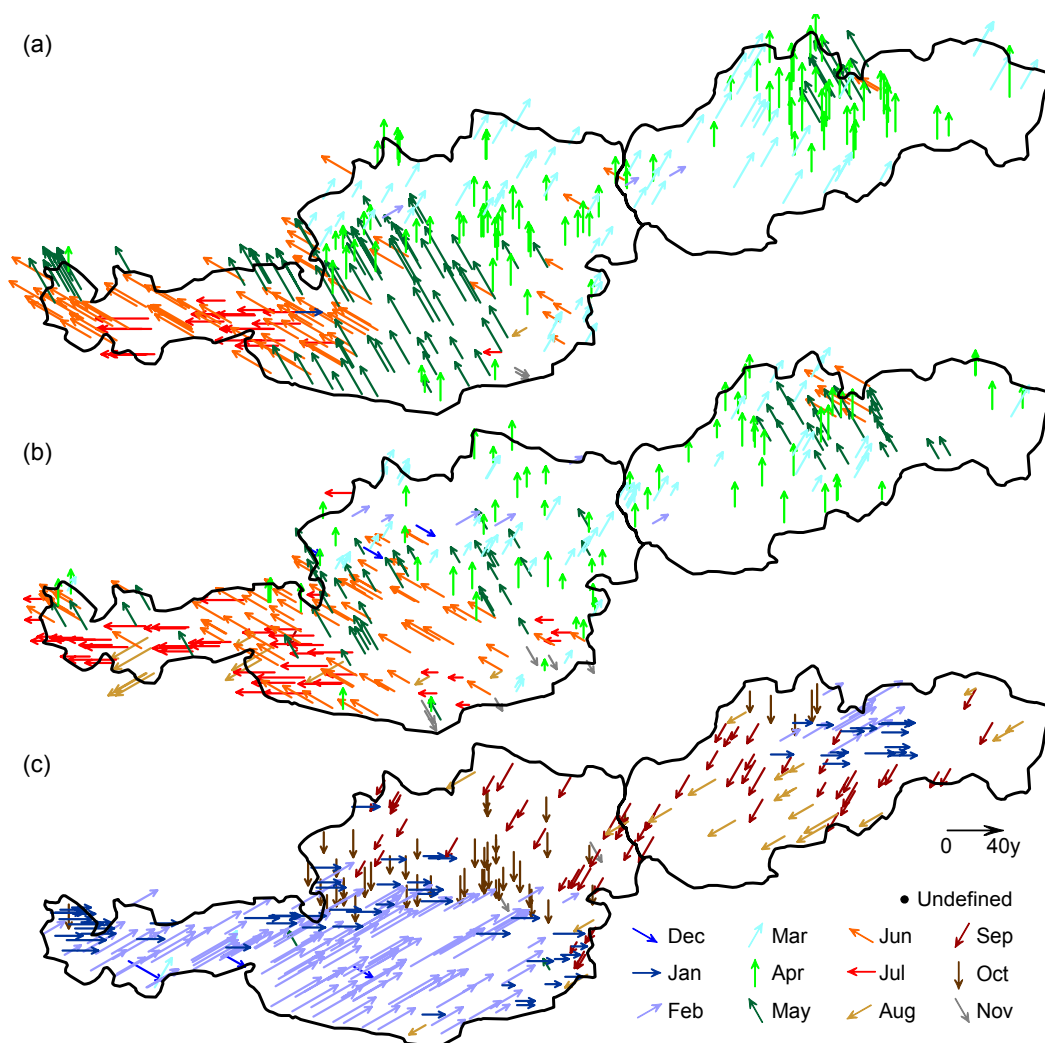 (a)
(b)
(c)
0 40y
Undefined
Dec Mar Jun Sep
Jan Apr Jul Oct
Feb May Aug Nov